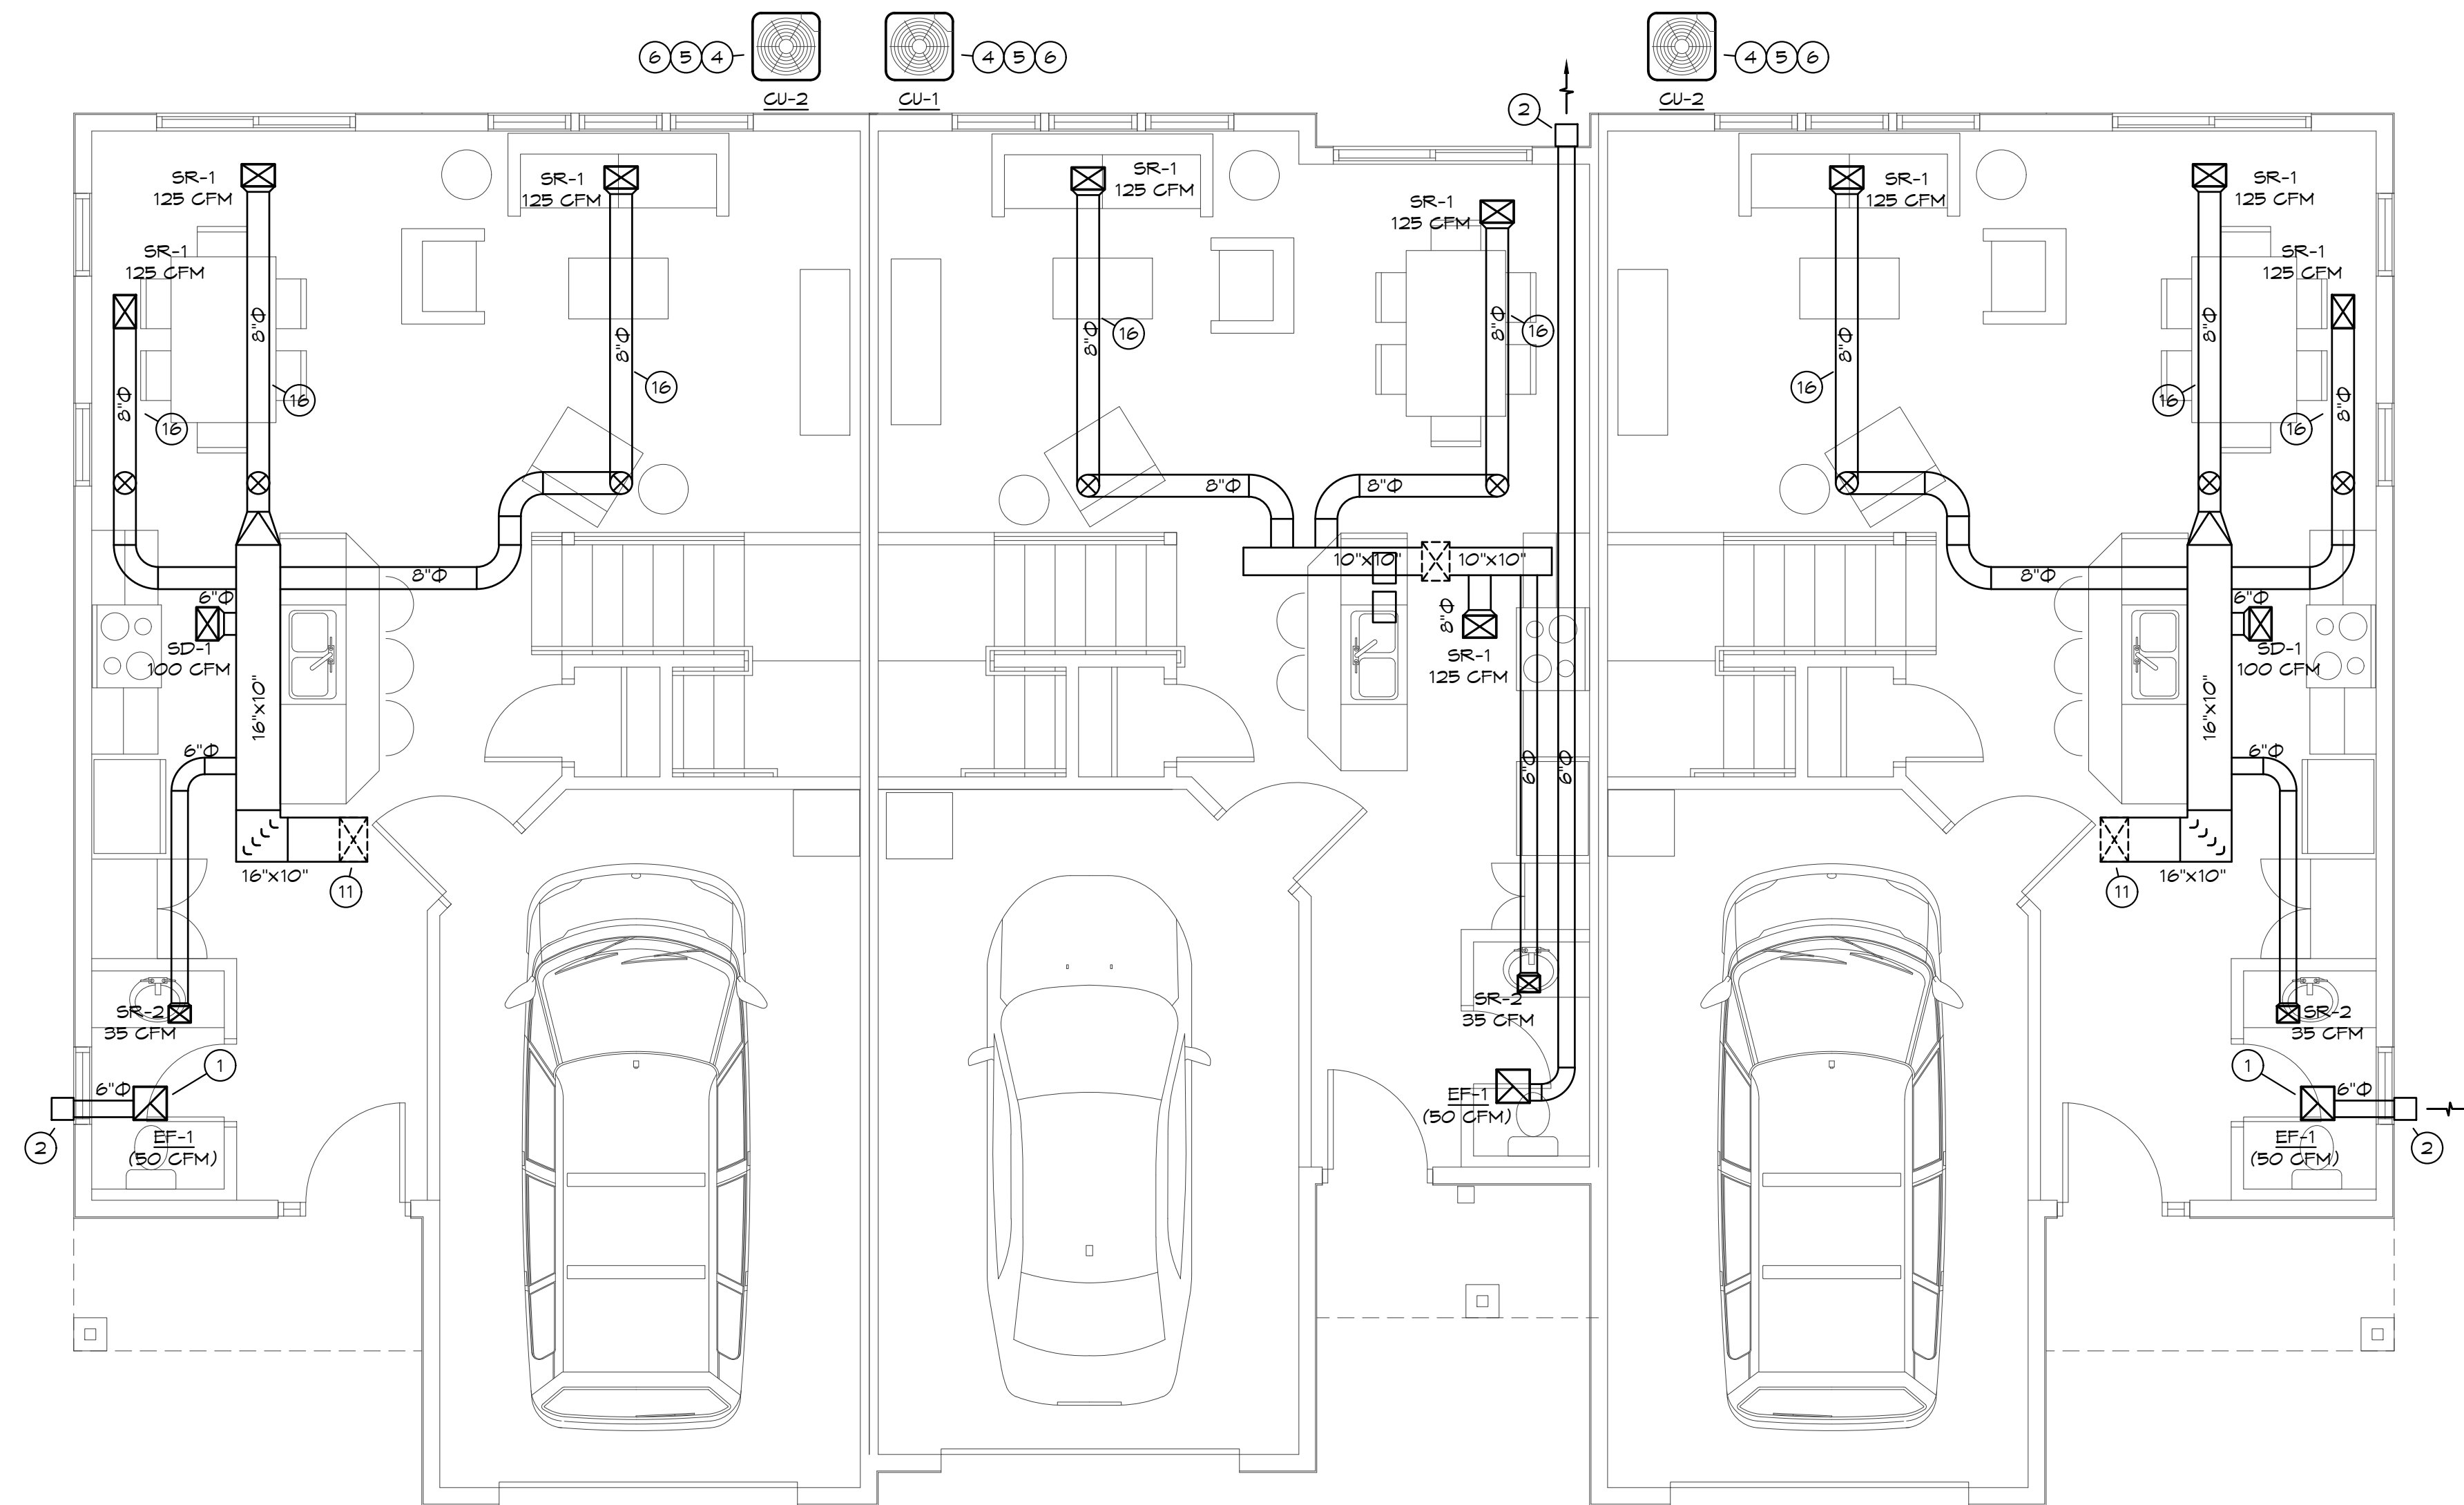 6 5 4
CU-2
CU-1
4 5 6
2
CU-2
4 5 6
SR-1
125 CFM
SR-1
125 CFM
SR-1
125 CFM
8"Φ
8"Φ
8"Φ
16
16
16
8"Φ
6"Φ
SD-1
100 CFM
16"x10"
6"Φ
16"x10"
11
SR-2
35 CFM
1
6"Φ
2
EF-1
(50 CFM)
SR-1
125 CFM
SR-1
125 CFM
8"Φ
16
8"Φ
16
8"Φ
8"Φ
10"x10"
10"x10"
8"Φ
SR-1
125 CFM
6"Φ
6"Φ
SR-2
35 CFM
EF-1
(50 CFM)
SR-1
125 CFM
SR-1
125 CFM
SR-1
125 CFM
8"Φ
8"Φ
8"Φ
16
16
16
8"Φ
6"Φ
SD-1
100 CFM
16"x10"
6"Φ
11
16"x10"
SR-2
35 CFM
1
6"Φ
EF-1
(50 CFM)
2